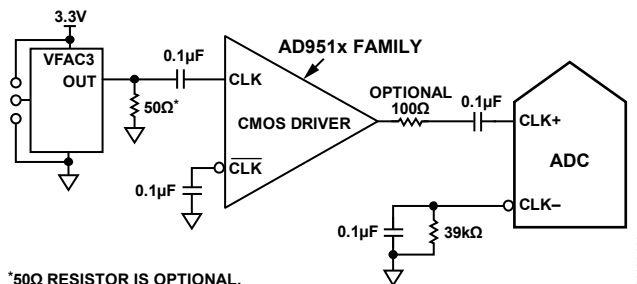 3.3V
VFAC3
OUT
0.1µF
50Ω*
CLK
AD951x FAMILY
CMOS DRIVER
CLK
0.1µF
OPTIONAL
100Ω
0.1µF
CLK+
ADC
CLK–
0.1µF
39kΩ
*50Ω RESISTOR IS OPTIONAL.